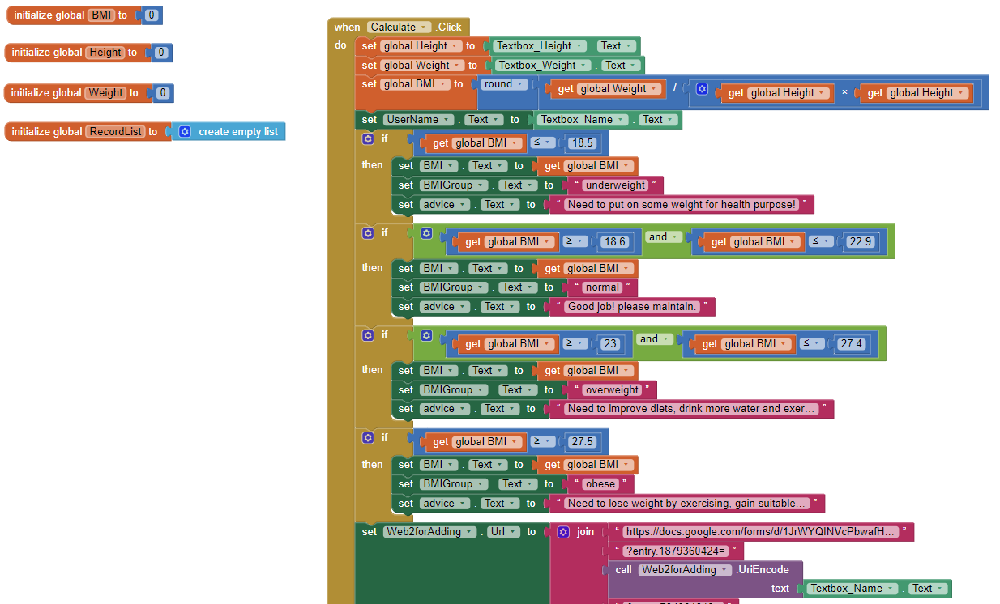 initialize global BMI to 0
initialize global Height to 0
initialize global Weight to 0
initialize global RecordList to create empty list
when Calculate .Click
do set global Height to Textbox_Height . Text
set global Weight to Textbox_Weight . Text
set global BMI to round get global Weight / get global Height × get global Height
set UserName . Text to Textbox_Name . Text
if get global BMI ≤ 18.5
then set BMI . Text to get global BMI
set BMIGroup . Text to “ underweight ”
set advice . Text to “ Need to put on some weight for health purpose! ”
if get global BMI ≥ 18.6 and get global BMI ≤ 22.9
then set BMI . Text to get global BMI
set BMIGroup . Text to “ normal ”
set advice . Text to “ Good job! please maintain. ”
if get global BMI ≥ 23 and get global BMI ≤ 27.4
then set BMI . Text to get global BMI
set BMIGroup . Text to “ overweight ”
set advice . Text to “ Need to improve diets, drink more water and exer... ”
if get global BMI ≥ 27.5
then set BMI . Text to get global BMI
set BMIGroup . Text to “ obese ”
set advice . Text to “ Need to lose weight by exercising, gain suitable... ”
set Web2forAdding . Url to join “ https://docs.google.com/forms/d/1JrWYQINVcPbwafH... ”
“ ?entry.1879360424= ”
call Web2forAdding .UriEncode
text Textbox_Name . Text